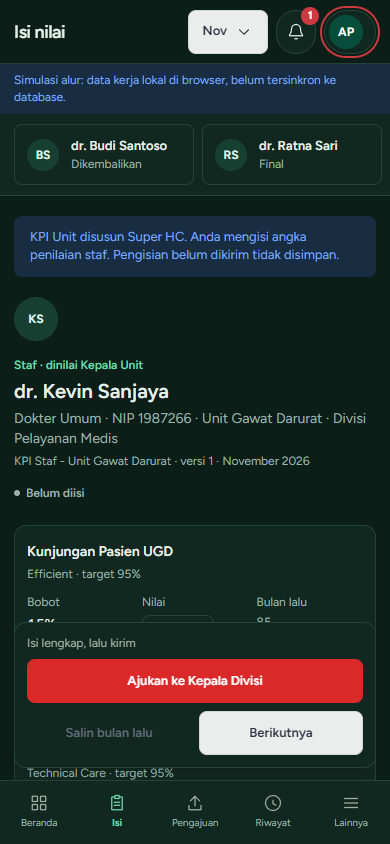 Isi nilai
Nov
1
AP
Simulasi alur: data kerja lokal di browser, belum tersinkron ke
database.
BS
dr. Budi Santoso
Dikembalikan
RS
dr. Ratna Sari
Final
KPI Unit disusun Super HC. Anda mengisi angka
penilaian staf. Pengisian belum dikirim tidak disimpan.
KS
Staf · dinilai Kepala Unit
dr. Kevin Sanjaya
Dokter Umum · NIP 1987266 · Unit Gawat Darurat · Divisi
Pelayanan Medis
KPI Staf - Unit Gawat Darurat · versi 1 · November 2026
Belum diisi
Kunjungan Pasien UGD
Efficient · target 95%
Bobot
Nilai
Bulan lalu
Isi lengkap, lalu kirim
Ajukan ke Kepala Divisi
Salin bulan lalu
Berikutnya
Technical Care · target 95%
Beranda
Isi
Pengajuan
Riwayat
Lainnya